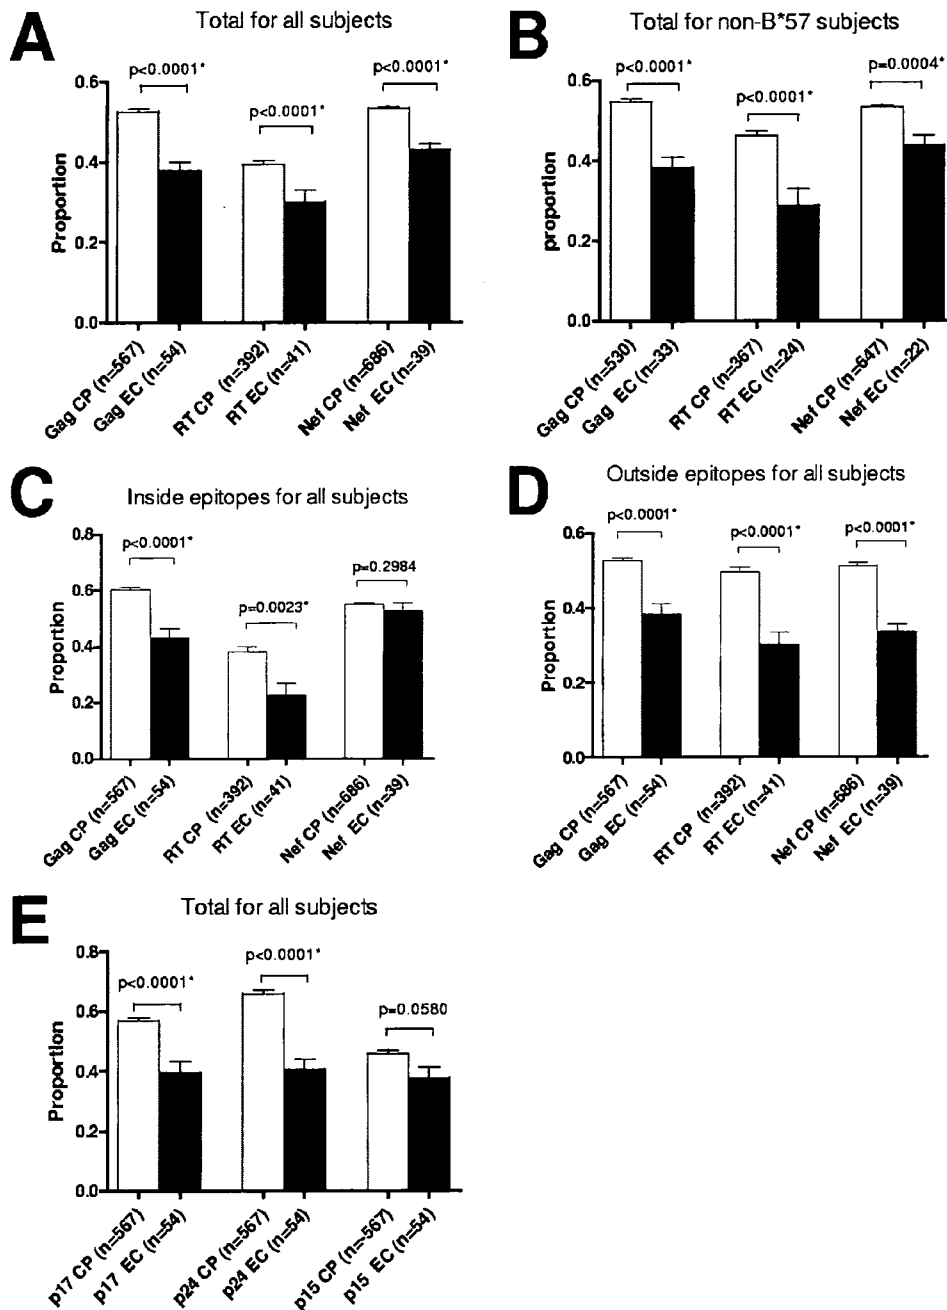 A
Total for all subjects
p<0.0001*
p<0.0001*
p<0.0001*
Proportion
0.6
0.4
0.2
0.0
Gag CP (n=567)
Gag EC (n=54)
RT CP (n=392)
RT EC (n=41)
Nef CP (n=686)
Nef EC (n=39)
B
Total for non-B*57 subjects
p<0.0001*
p<0.0001*
p=0.0004*
proportion
0.6
0.4
0.2
0.0
Gag CP (n=530)
Gag EC (n=33)
RT CP (n=367)
RT EC (n=24)
Nef CP (n=647)
Nef EC (n=22)
C
Inside epitopes for all subjects
p<0.0001*
p=0.0023*
p=0.2984
Proportion
0.8
0.6
0.4
0.2
0.0
Gag CP (n=567)
Gag EC (n=54)
RT CP (n=392)
RT EC (n=41)
Nef CP (n=686)
Nef EC (n=39)
D
Outside epitopes for all subjects
p<0.0001*
p<0.0001*
p<0.0001*
Proportion
0.6
0.4
0.2
0.0
Gag CP (n=567)
Gag EC (n=54)
RT CP (n=392)
RT EC (n=41)
Nef CP (n=686)
Nef EC (n=39)
E
Total for all subjects
p<0.0001*
p<0.0001*
p=0.0580
Proportion
0.8
0.6
0.4
0.2
0.0
p17 CP (n=567)
p17 EC (n=54)
p24 CP (n=567)
p24 EC (n=54)
p15 CP (n=567)
p15 EC (n=54)